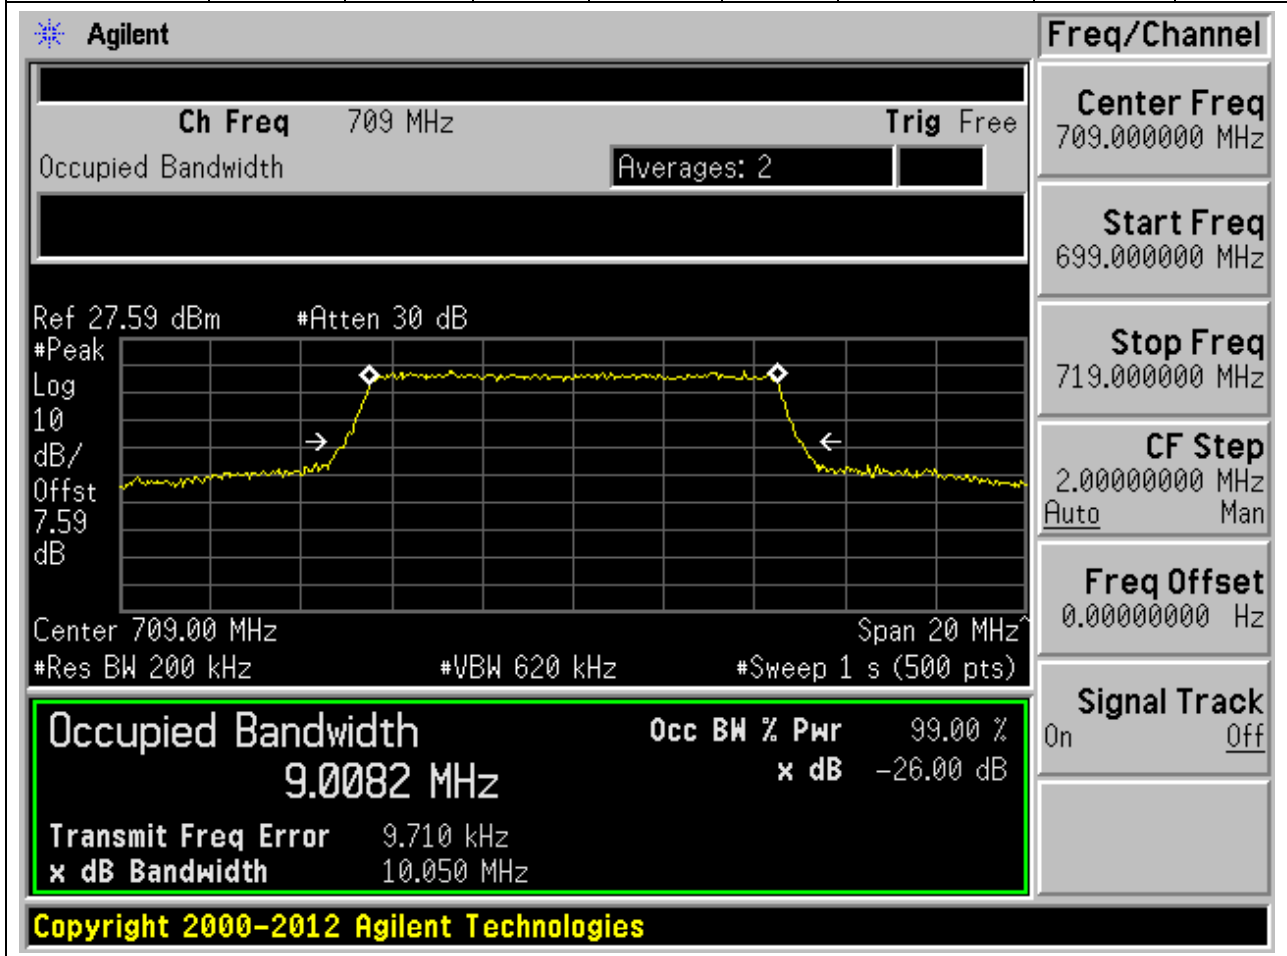 Agilent
Freq/Channel
Ch Freq 709 MHz Trig Free
Occupied Bandwidth Averages: 2
Center Freq
709.000000 MHz
Start Freq
699.000000 MHz
Stop Freq
719.000000 MHz
CF Step
2.00000000 MHz
Auto Man
Freq Offset
0.00000000 Hz
Signal Track
On Off
Ref 27.59 dBm #Atten 30 dB
#Peak
Log
10
dB/
Offst
7.59
dB
Center 709.00 MHz Span 20 MHz^
#Res BW 200 kHz #VBW 620 kHz #Sweep 1 s (500 pts)
Occupied Bandwidth
9.0082 MHz
Occ BW % Pwr 99.00 %
x dB -26.00 dB
Transmit Freq Error 9.710 kHz
x dB Bandwidth 10.050 MHz
Copyright 2000-2012 Agilent Technologies